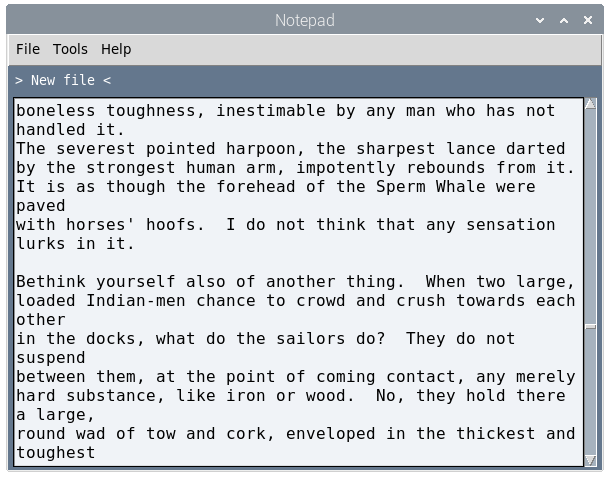 Notepad
File Tools Help
> New file <
boneless toughness, inestimable by any man who has not
handled it.
The severest pointed harpoon, the sharpest lance darted
by the strongest human arm, impotently rebounds from it.
It is as though the forehead of the Sperm Whale were
paved
with horses' hoofs.  I do not think that any sensation
lurks in it.

Bethink yourself also of another thing.  When two large,
loaded Indian-men chance to crowd and crush towards each
other
in the docks, what do the sailors do?  They do not
suspend
between them, at the point of coming contact, any merely
hard substance, like iron or wood.  No, they hold there
a large,
round wad of tow and cork, enveloped in the thickest and
toughest